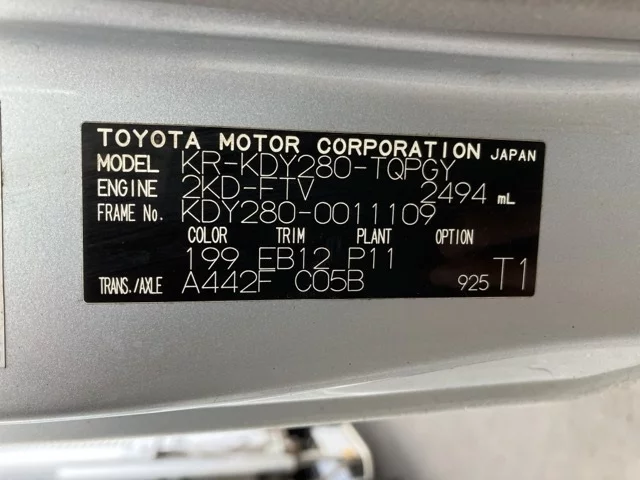 TOYOTA MOTOR CORPORATION JAPAN
MODEL KR-KDY280-TQPGY
ENGINE 2KD-FTV 2494 mL
FRAME No. KDY280-0011109
COLOR TRIM PLANT OPTION
199 FB12 P11
TRANS./AXLE A442F C05B 925 T1